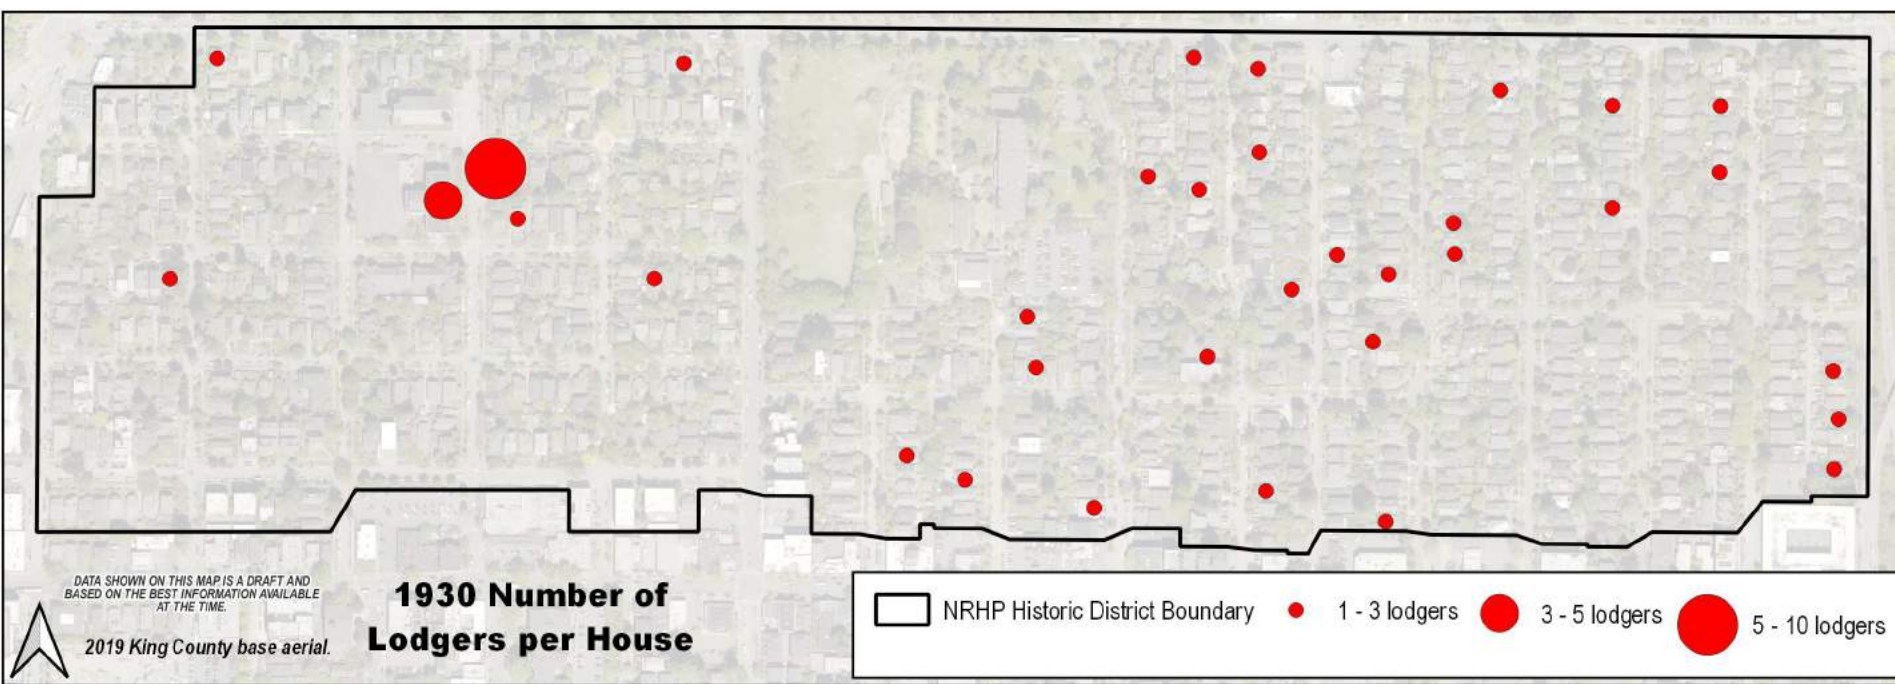 DATA SHOWN ON THIS MAP IS A DRAFT AND
BASED ON THE BEST INFORMATION AVAILABLE
AT THE TIME.
2019 King County base aerial.
1930 Number of
Lodgers per House
NRHP Historic District Boundary
1 - 3 lodgers
3 - 5 lodgers
5 - 10 lodgers